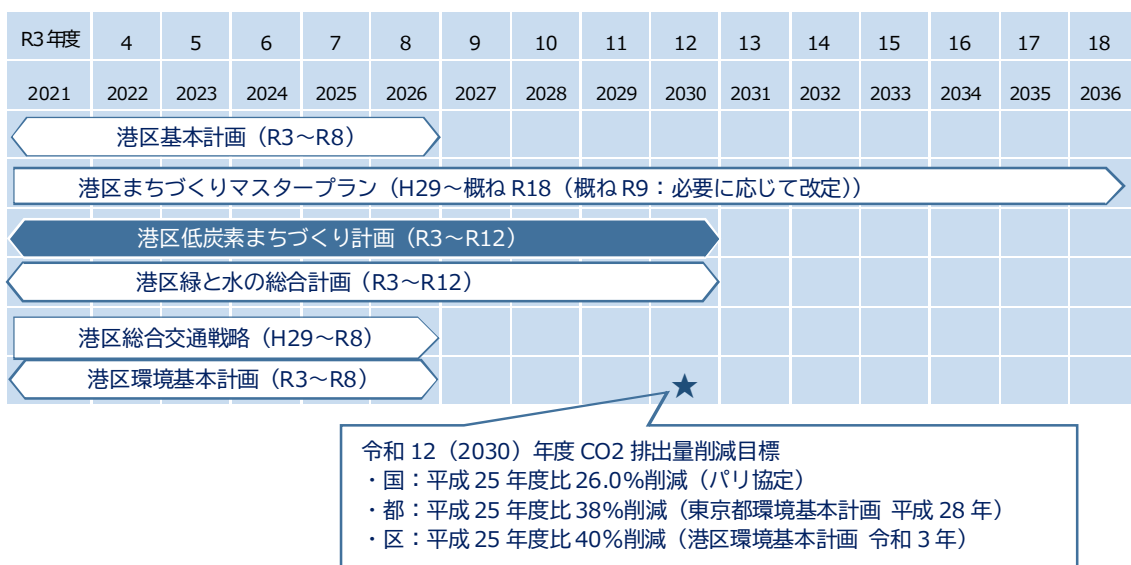 R3年度 4 5 6 7 8 9 10 11 12 13 14 15 16 17 18
2021 2022 2023 2024 2025 2026 2027 2028 2029 2030 2031 2032 2033 2034 2035 2036
港区基本計画（R3～R8）
港区まちづくりマスタープラン（H29～概ね R18（概ね R9：必要に応じて改定））
港区低炭素まちづくり計画（R3～R12）
港区緑と水の総合計画（R3～R12）
港区総合交通戦略（H29～R8）
港区環境基本計画（R3～R8）
令和 12（2030）年度 CO2 排出量削減目標
・国：平成 25 年度比 26.0%削減（パリ協定）
・都：平成 25 年度比 38%削減（東京都環境基本計画 平成 28 年）
・区：平成 25 年度比 40%削減（港区環境基本計画 令和 3 年）